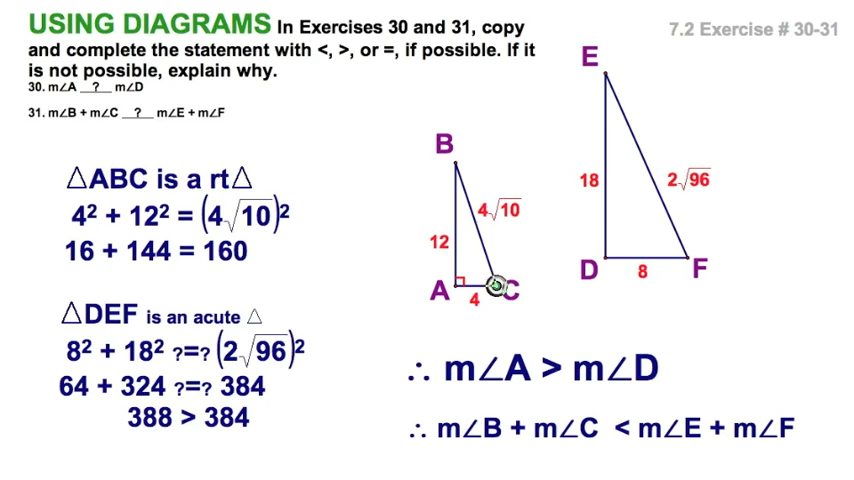 USING DIAGRAMS In Exercises 30 and 31, copy
and complete the statement with <, >, or =, if possible. If it
is not possible, explain why.
30. m∠A __?__ m∠D
31. m∠B + m∠C __?__ m∠E + m∠F
7.2 Exercise # 30-31
△ABC is a rt△
4² + 12² = (4√10)²
16 + 144 = 160
△DEF is an acute △
8² + 18² ?=? (2√96)²
64 + 324 ?=? 384
388 > 384
B
4√10
12
A
4
C
E
18
2√96
D
8
F
∴ m∠A > m∠D
∴ m∠B + m∠C < m∠E + m∠F